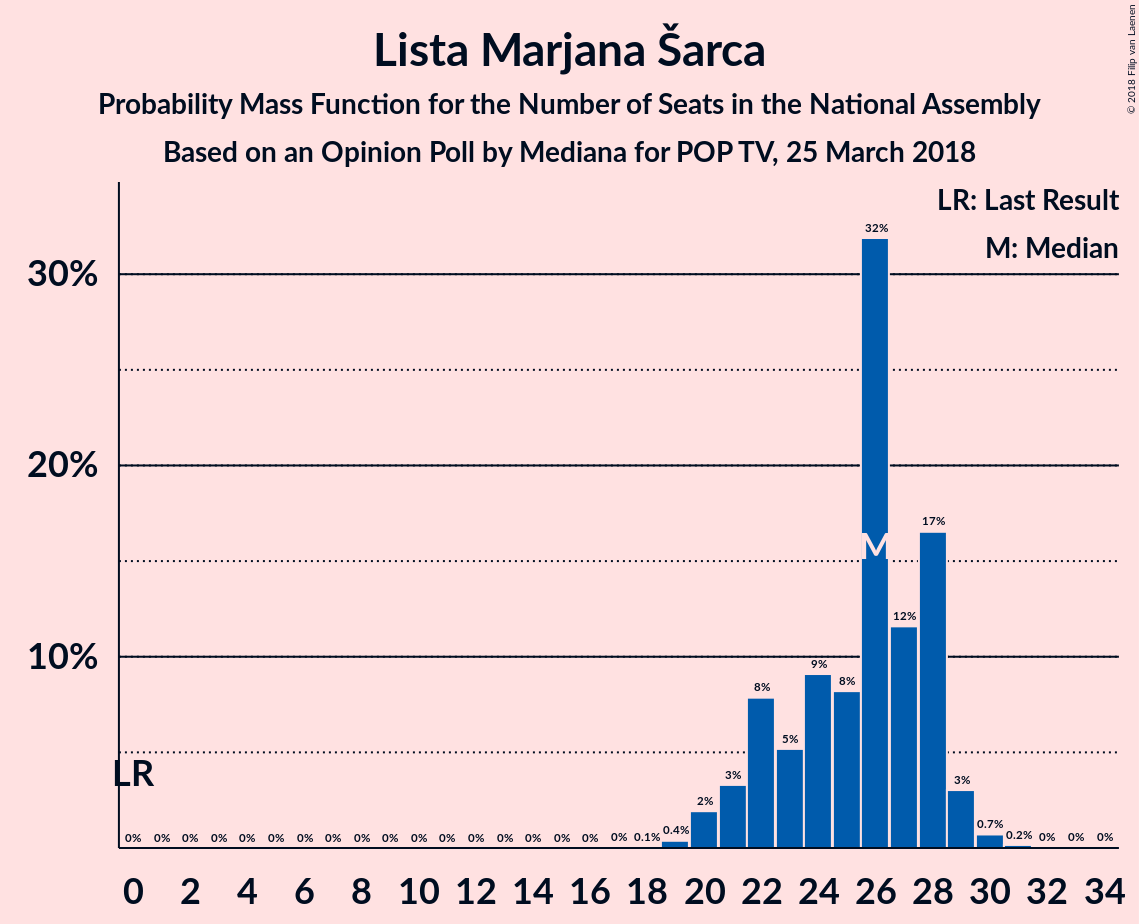 Lista Marjana Šarca
Probability Mass Function for the Number of Seats in the National Assembly
Based on an Opinion Poll by Mediana for POP TV, 25 March 2018
© 2018 Filip van Laenen
LR: Last Result
M: Median
30%
20%
10%
32%
17%
12%
9%
8%
8%
5%
3%
3%
2%
LR
M
0% 0% 0% 0% 0% 0% 0% 0% 0% 0% 0% 0% 0% 0% 0% 0% 0% 0% 0.1% 0.4% 0.7% 0.2% 0% 0% 0%
0 2 4 6 8 10 12 14 16 18 20 22 24 26 28 30 32 34